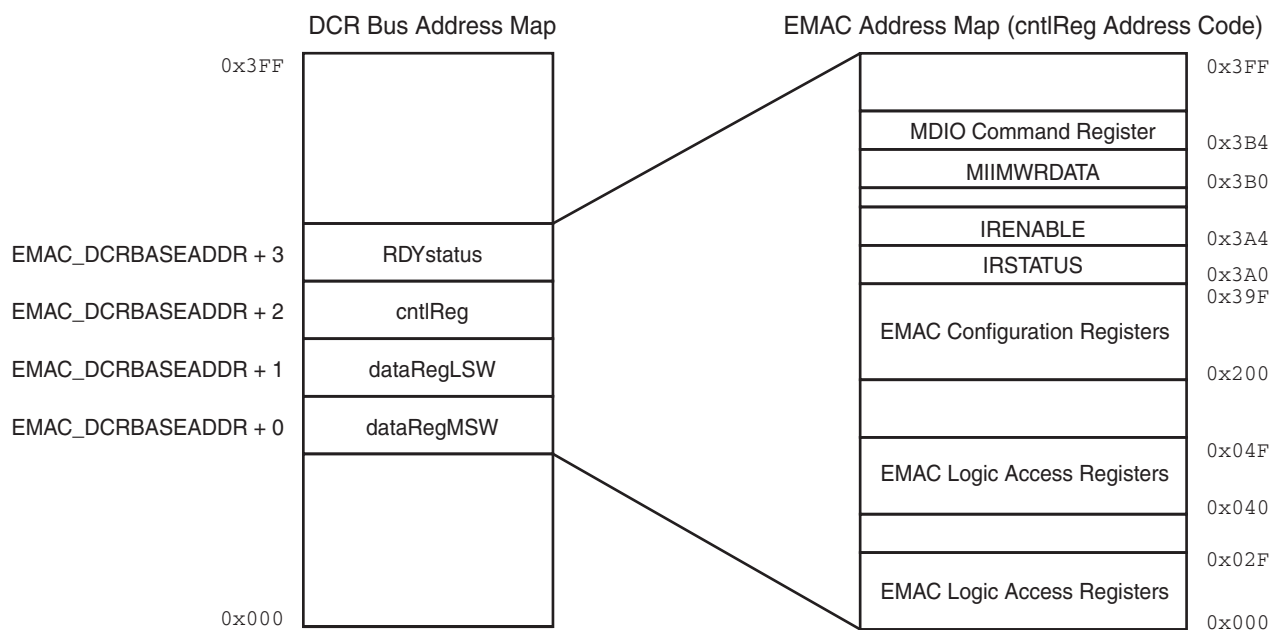 DCR Bus Address Map
EMAC Address Map (cntlReg Address Code)
0x3FF
EMAC_DCRBASEADDR + 3
RDYstatus
EMAC_DCRBASEADDR + 2
cntlReg
EMAC_DCRBASEADDR + 1
dataRegLSW
EMAC_DCRBASEADDR + 0
dataRegMSW
0x000
0x3FF
MDIO Command Register
0x3B4
MIIMWRDATA
0x3B0
IRENABLE
0x3A4
IRSTATUS
0x3A0
0x39F
EMAC Configuration Registers
0x200
0x04F
EMAC Logic Access Registers
0x040
0x02F
EMAC Logic Access Registers
0x000